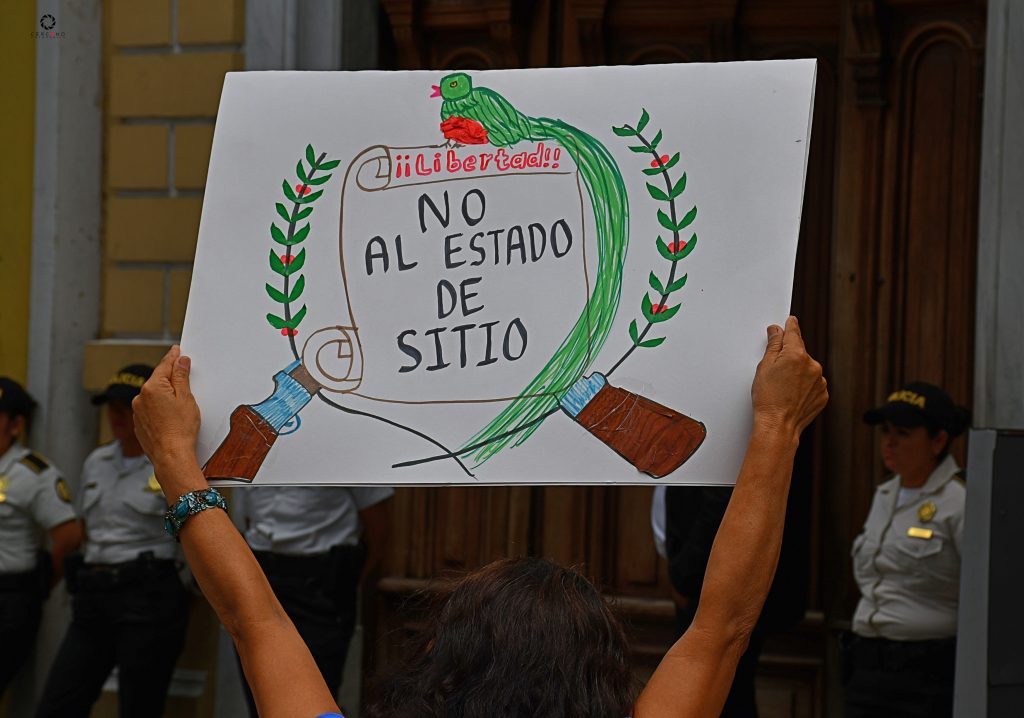 ¡¡Libertad!!
NO
AL ESTADO
DE
SITIO
POLICIA